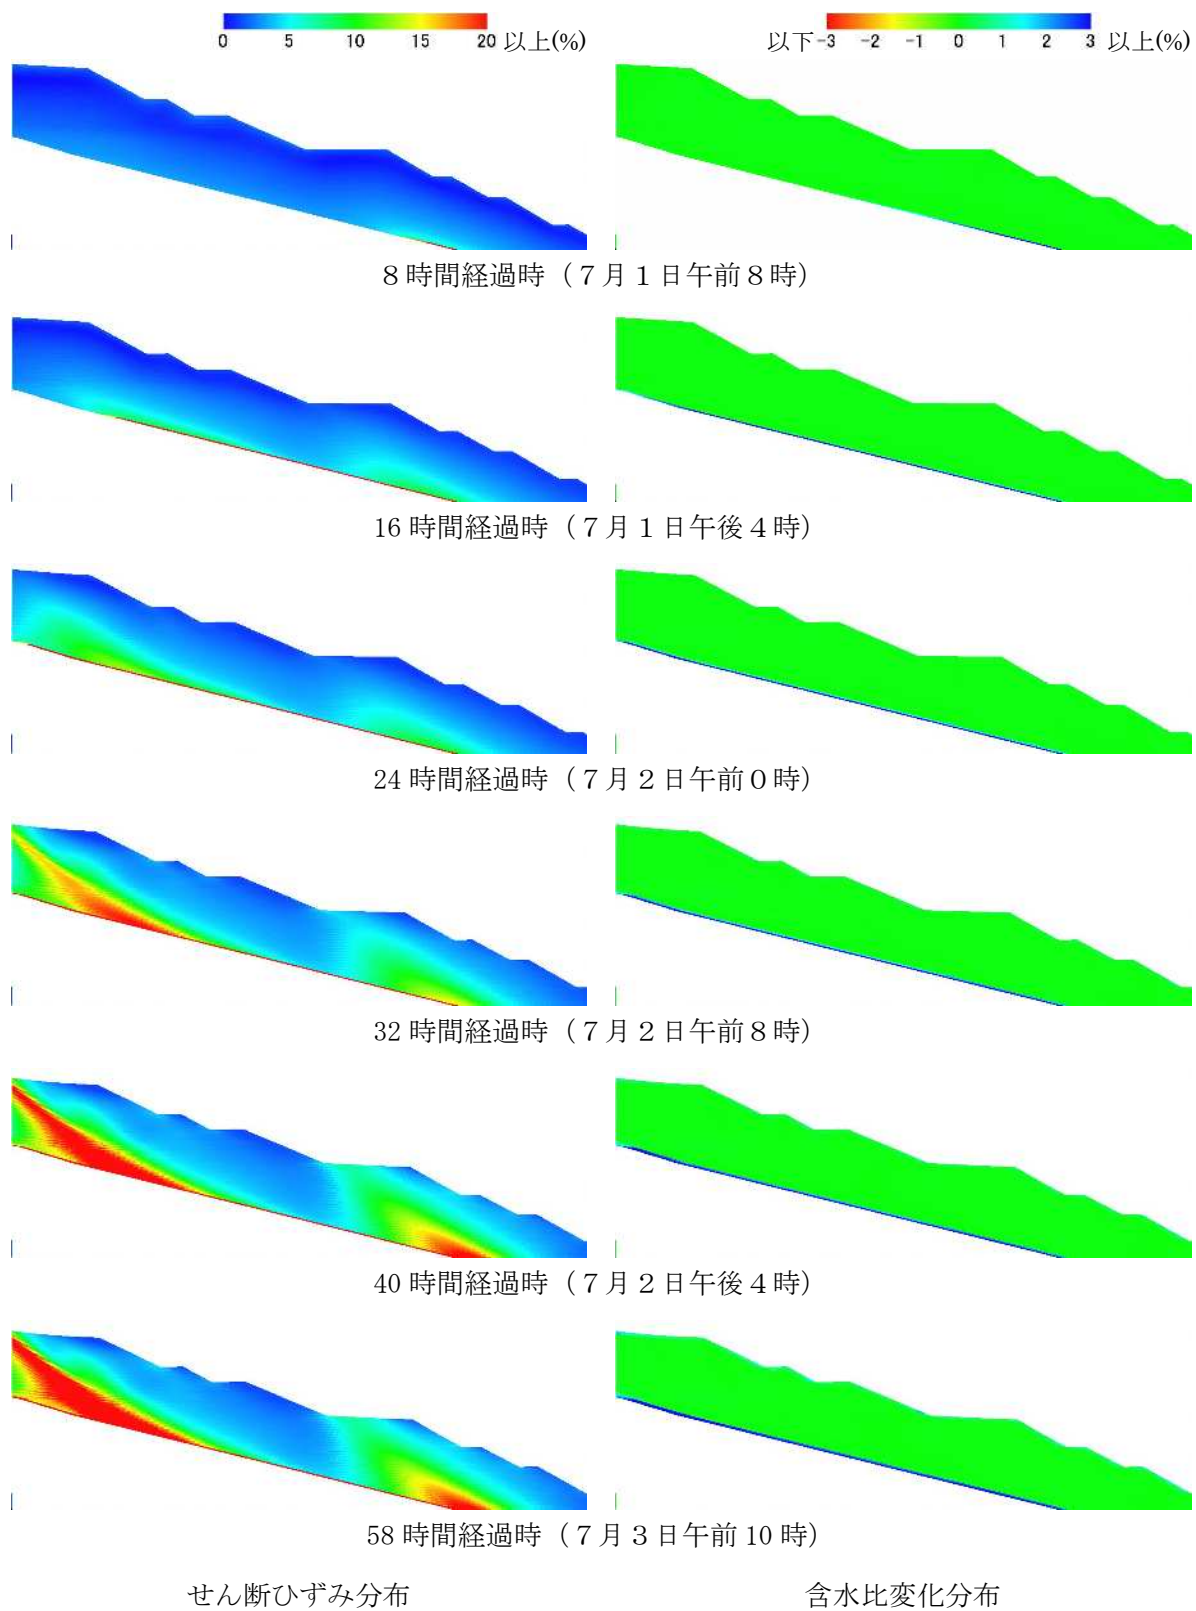 0 5 10 15 20 以上(%)
以下 -3 -2 -1 0 1 2 3 以上(%)
8 時間経過時（７月１日午前８時）
16 時間経過時（７月１日午後４時）
24 時間経過時（７月２日午前０時）
32 時間経過時（７月２日午前８時）
40 時間経過時（７月２日午後４時）
58 時間経過時（７月３日午前 10 時）
せん断ひずみ分布
含水比変化分布